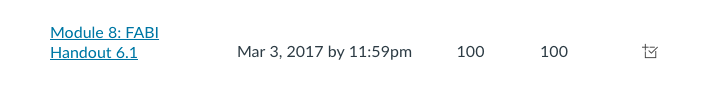 Module 8: FABI
Handout 6.1
Mar 3, 2017 by 11:59pm 100 100